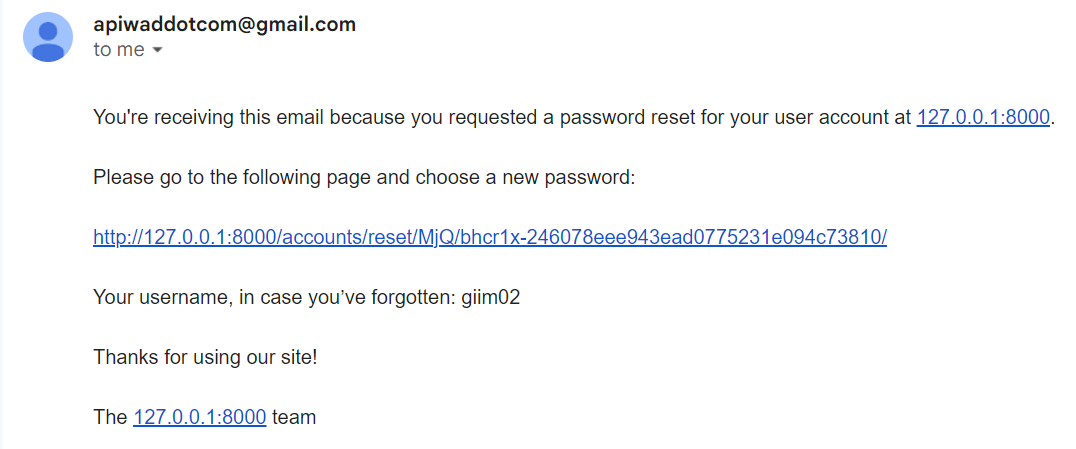 apiwaddotcom@gmail.com
to me
You're receiving this email because you requested a password reset for your user account at 127.0.0.1:8000.
Please go to the following page and choose a new password:
http://127.0.0.1:8000/accounts/reset/MjQ/bhcr1x-246078eee943ead0775231e094c73810/
Your username, in case you’ve forgotten: giim02
Thanks for using our site!
The 127.0.0.1:8000 team